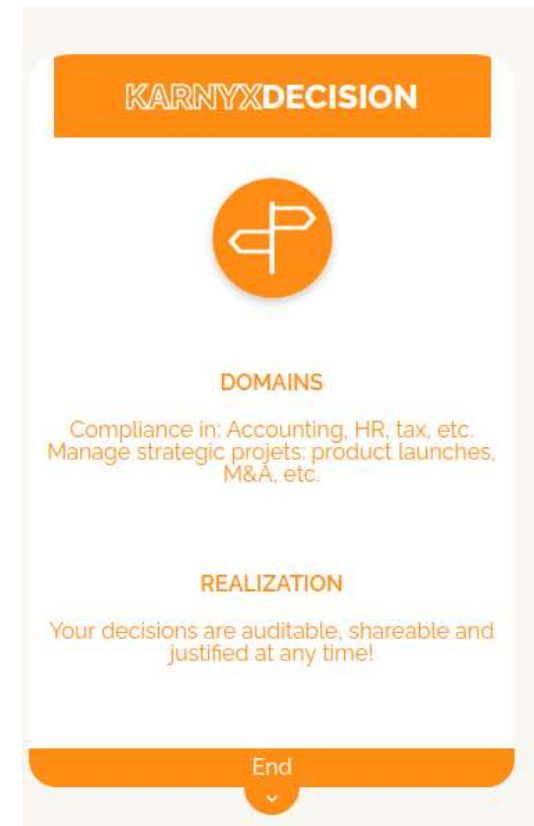 KARNYXDECISION
DOMAINS
Compliance in: Accounting, HR, tax, etc.
Manage strategic projets: product launches,
M&A, etc.
REALIZATION
Your decisions are auditable, shareable and
justified at any time!
End